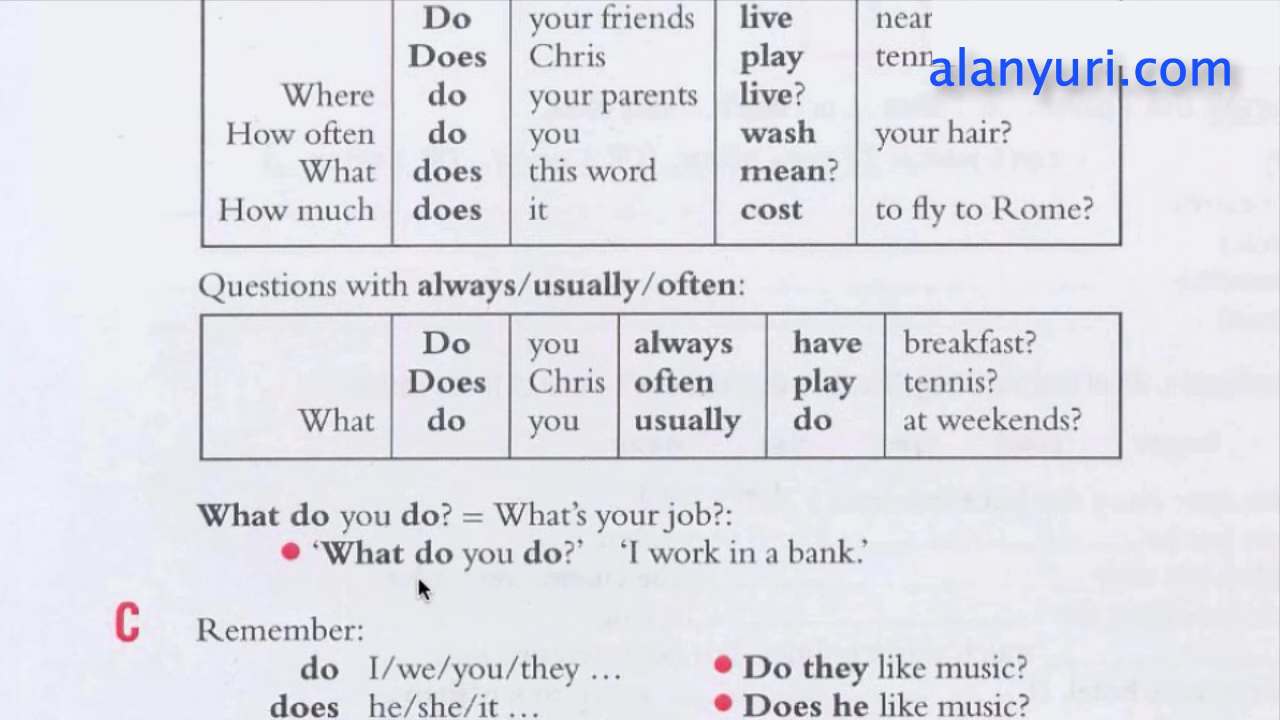 Do your friends live near
Does Chris play tenn
alanyuri.com
Where do your parents live?
How often do you wash your hair?
What does this word mean?
How much does it cost to fly to Rome?
Questions with always/usually/often:
Do you always have breakfast?
Does Chris often play tennis?
What do you usually do at weekends?
What do you do? = What's your job?:
• ‘What do you do?’ ‘I work in a bank.’
C
Remember:
do I/we/you/they ... • Do they like music?
does he/she/it ... • Does he like music?